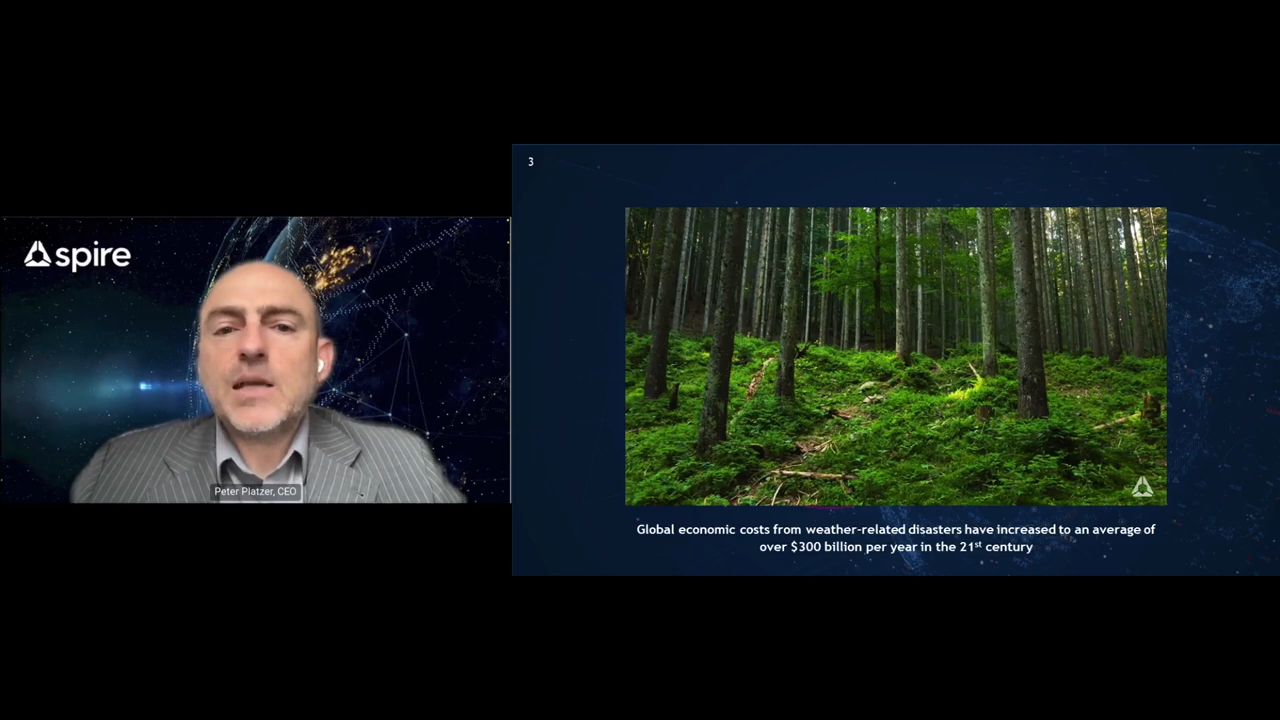 spire
Peter Platzer, CEO
3
Global economic costs from weather-related disasters have increased to an average of
over $300 billion per year in the 21st century